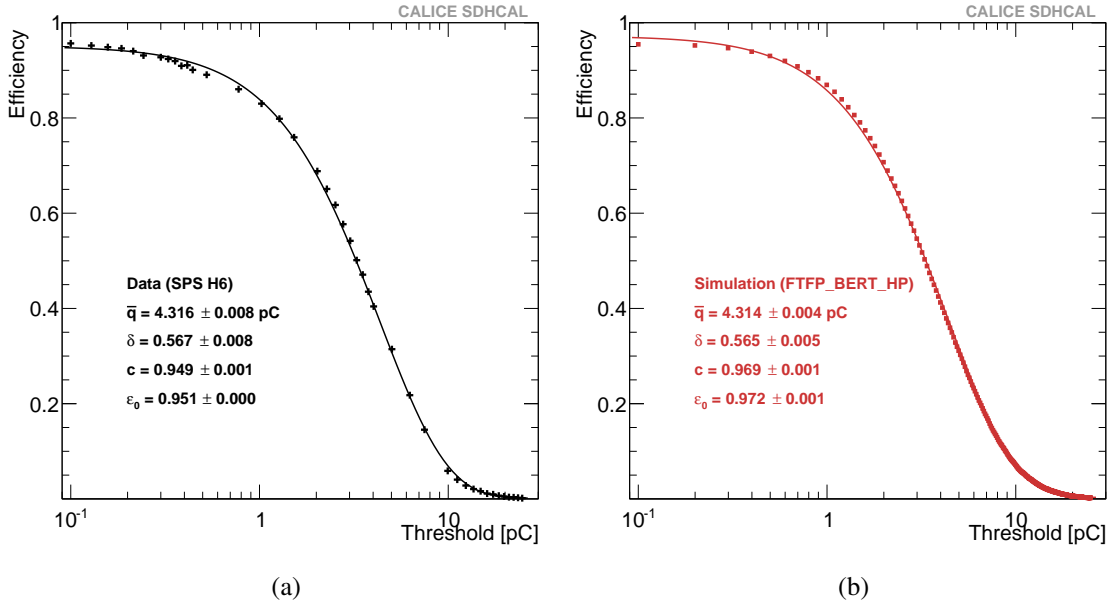 CALICE SDHCAL
Efficiency
1
0.8
0.6
0.4
0.2
Data (SPS H6)
q̅ = 4.316 ± 0.008 pC
δ = 0.567 ± 0.008
c = 0.949 ± 0.001
ε₀ = 0.951 ± 0.000
10⁻¹
1
10
Threshold [pC]
(a)
CALICE SDHCAL
Efficiency
1
0.8
0.6
0.4
0.2
Simulation (FTFP_BERT_HP)
q̅ = 4.314 ± 0.004 pC
δ = 0.565 ± 0.005
c = 0.969 ± 0.001
ε₀ = 0.972 ± 0.001
10⁻¹
1
10
Threshold [pC]
(b)